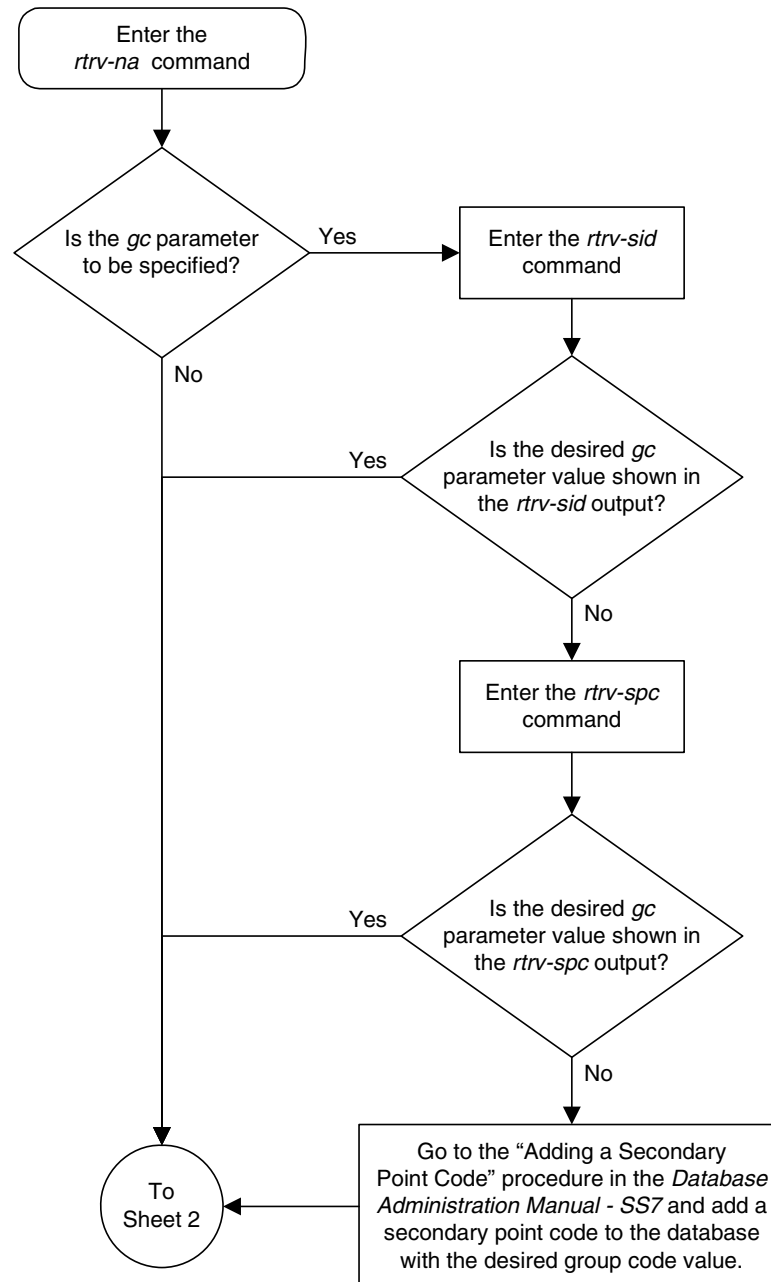 Enter the
rtrv-na command
Is the gc parameter
to be specified?
Yes
No
Enter the rtrv-sid
command
Is the desired gc
parameter value shown in
the rtrv-sid output?
Yes
No
Enter the rtrv-spc
command
Is the desired gc
parameter value shown in
the rtrv-spc output?
Yes
No
Go to the “Adding a Secondary
Point Code” procedure in the Database
Administration Manual - SS7 and add a
secondary point code to the database
with the desired group code value.
To
Sheet 2